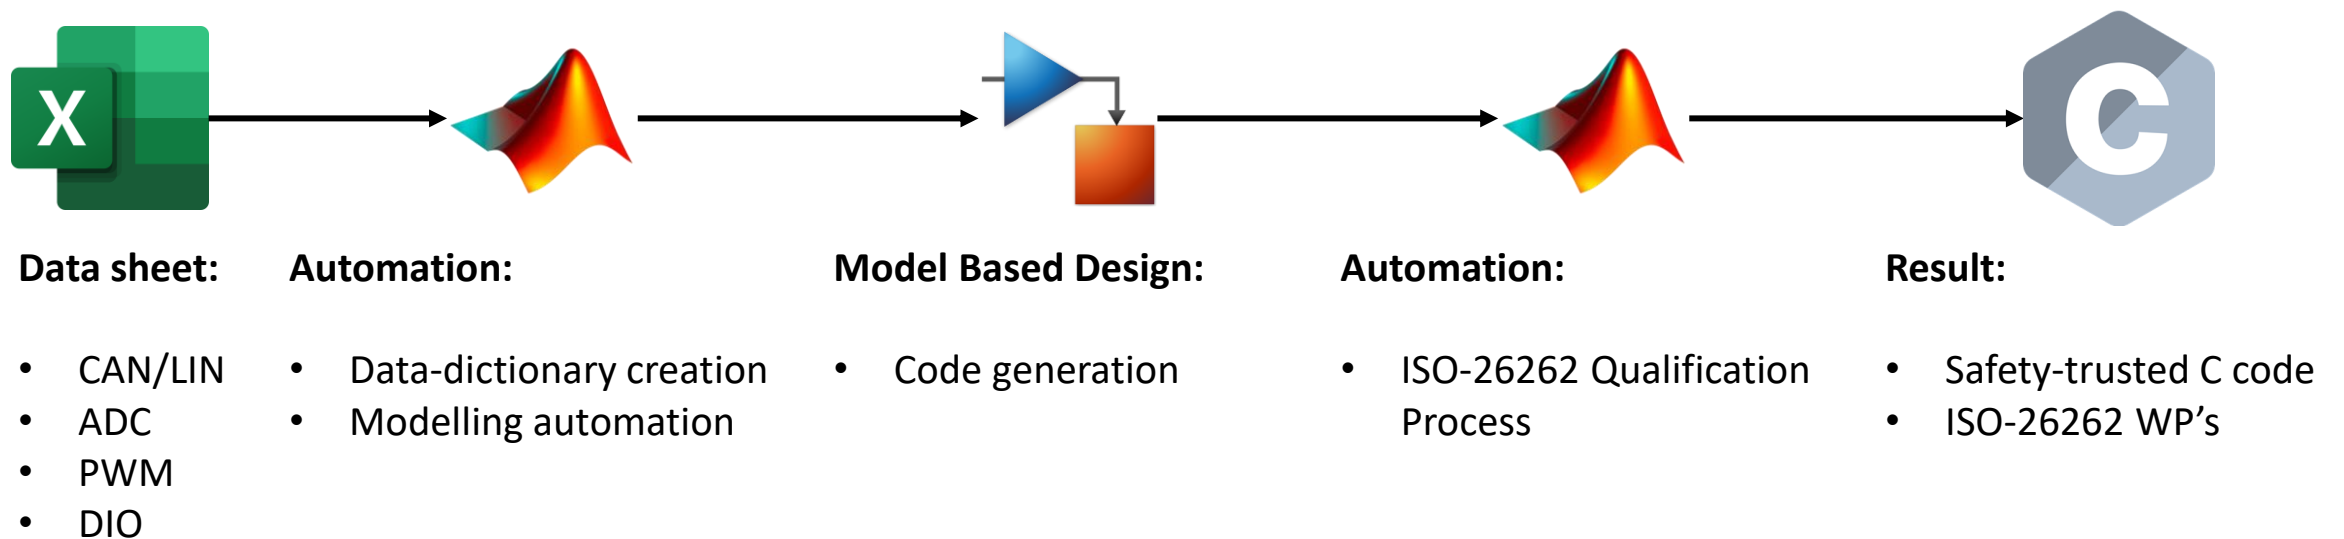 X
C
Data sheet:
• CAN/LIN
• ADC
• PWM
• DIO
Automation:
• Data-dictionary creation
• Modelling automation
Model Based Design:
• Code generation
Automation:
• ISO-26262 Qualification
Process
Result:
• Safety-trusted C code
• ISO-26262 WP’s